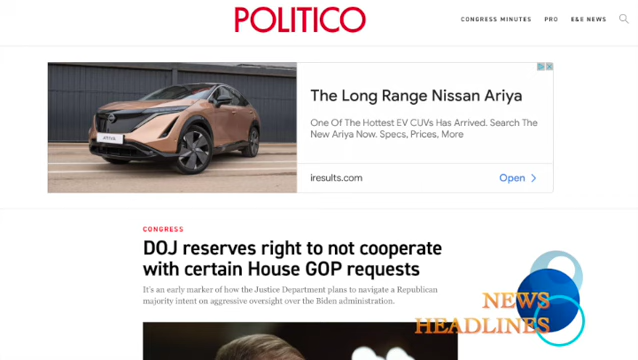 POLITICO
CONGRESS MINUTES PRO E&E NEWS
The Long Range Nissan Ariya
One Of The Hottest EV CUVs Has Arrived. Search The
New Ariya Now. Specs, Prices, More
iresults.com Open
CONGRESS
DOJ reserves right to not cooperate
with certain House GOP requests
It's an early marker of how the Justice Department plans to navigate a Republican
majority intent on aggressive oversight over the Biden administration.
NEWS
HEADLINES